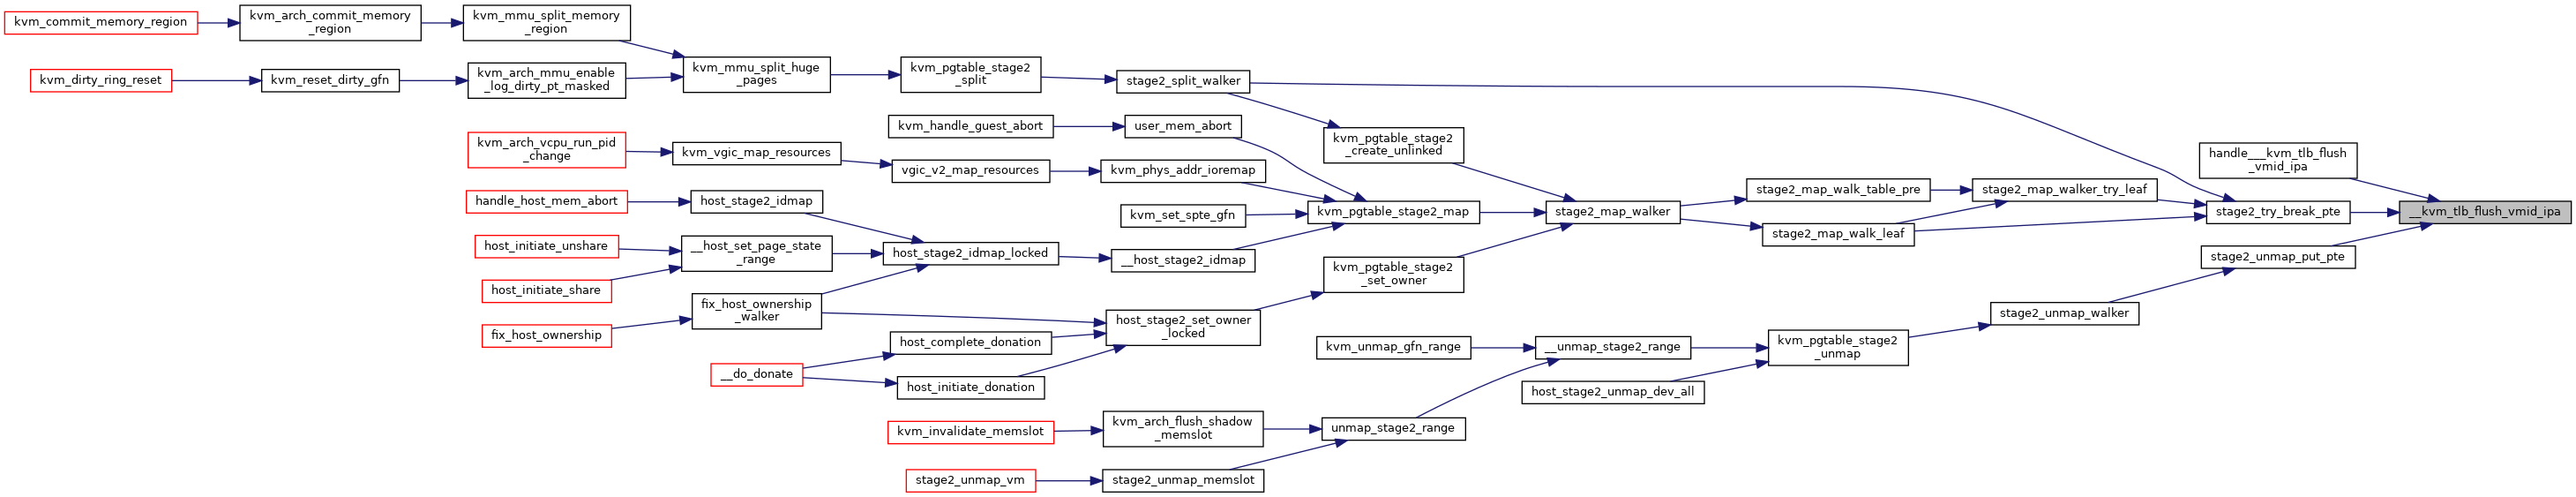 kvm_commit_memory_region
kvm_arch_commit_memory
_region
kvm_mmu_split_memory
_region
kvm_dirty_ring_reset
kvm_reset_dirty_gfn
kvm_arch_mmu_enable
_log_dirty_pt_masked
kvm_mmu_split_huge
_pages
kvm_pgtable_stage2
_split
stage2_split_walker
kvm_handle_guest_abort
user_mem_abort
kvm_pgtable_stage2
_create_unlinked
kvm_arch_vcpu_run_pid
_change
kvm_vgic_map_resources
vgic_v2_map_resources
kvm_phys_addr_ioremap
handle___kvm_tlb_flush
_vmid_ipa
handle_host_mem_abort
host_stage2_idmap
kvm_set_spte_gfn
kvm_pgtable_stage2_map
stage2_map_walker
stage2_map_walk_table_pre
stage2_map_walker_try_leaf
stage2_try_break_pte
__kvm_tlb_flush_vmid_ipa
stage2_map_walk_leaf
host_initiate_unshare
__host_set_page_state
_range
host_stage2_idmap_locked
__host_stage2_idmap
stage2_unmap_put_pte
host_initiate_share
kvm_pgtable_stage2
_set_owner
fix_host_ownership
_walker
fix_host_ownership
host_stage2_set_owner
_locked
stage2_unmap_walker
host_complete_donation
kvm_unmap_gfn_range
__unmap_stage2_range
kvm_pgtable_stage2
_unmap
__do_donate
host_initiate_donation
host_stage2_unmap_dev_all
kvm_invalidate_memslot
kvm_arch_flush_shadow
_memslot
unmap_stage2_range
stage2_unmap_vm
stage2_unmap_memslot